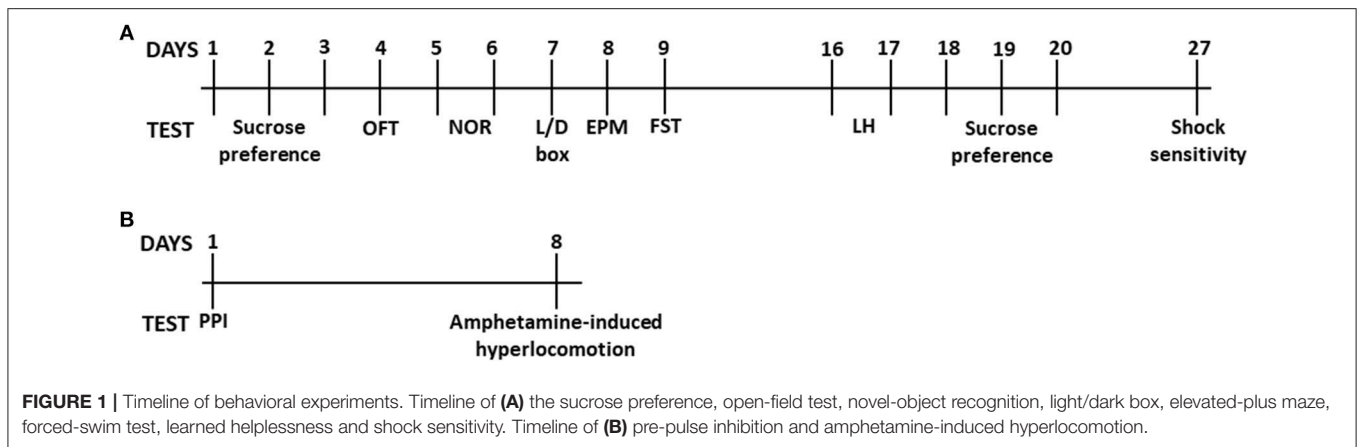 A
DAYS 1 2 3 4 5 6 7 8 9 16 17 18 19 20 27
TEST Sucrose preference OFT NOR L/D box EPM FST LH Sucrose preference Shock sensitivity
B
DAYS 1 8
TEST PPI Amphetamine-induced hyperlocomotion
FIGURE 1 | Timeline of behavioral experiments. Timeline of (A) the sucrose preference, open-field test, novel-object recognition, light/dark box, elevated-plus maze,
forced-swim test, learned helplessness and shock sensitivity. Timeline of (B) pre-pulse inhibition and amphetamine-induced hyperlocomotion.